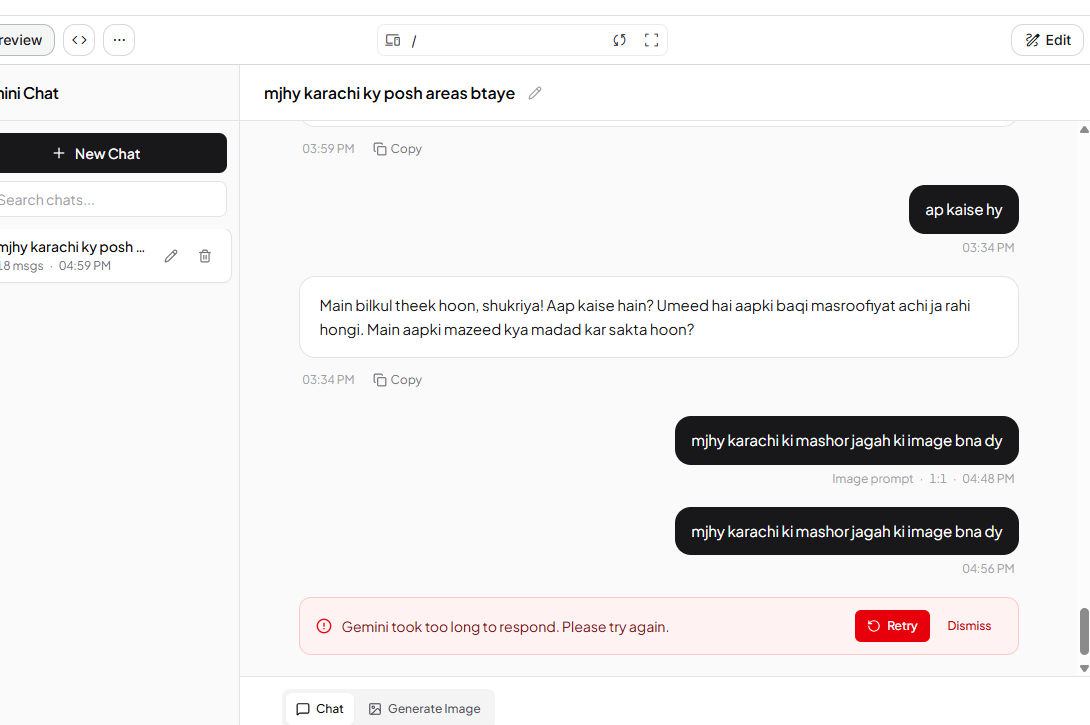 review
/
Edit
ini Chat
mjhy karachi ky posh areas btaye
+ New Chat
Search chats...
mjhy karachi ky posh ...
18 msgs · 04:59 PM
03:59 PM Copy
ap kaise hy
03:34 PM
Main bilkul theek hoon, shukriya! Aap kaise hain? Umeed hai aapki baqi masroofiyat achi ja rahi
hongi. Main aapki mazeed kya madad kar sakta hoon?
03:34 PM Copy
mjhy karachi ki mashor jagah ki image bna dy
Image prompt · 1:1 · 04:48 PM
mjhy karachi ki mashor jagah ki image bna dy
04:56 PM
Gemini took too long to respond. Please try again.
Retry
Dismiss
Chat
Generate Image